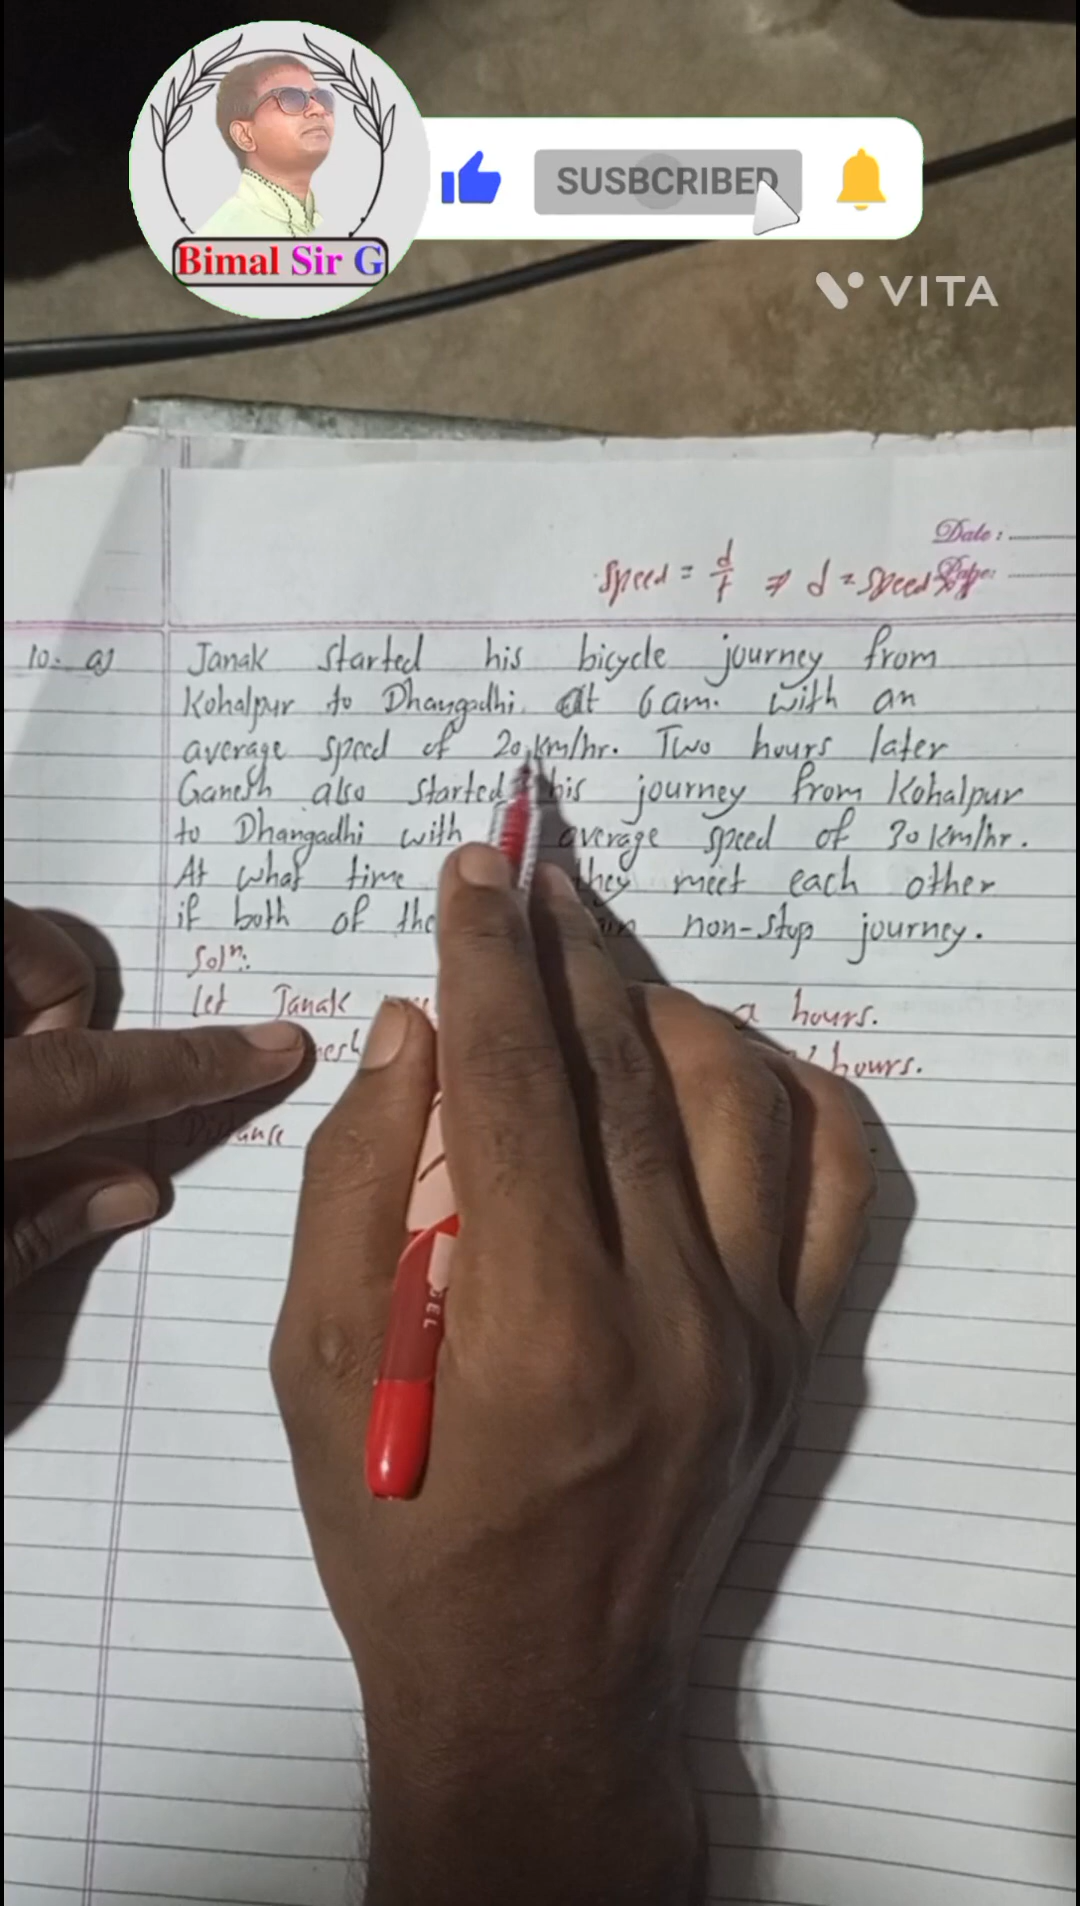 Bimal Sir G
SUSBCRIBED
VITA
Date:
Page:
speed = d/t ⇒ d = speed × t
10. a) Janak started his bicycle journey from
Kohalpur to Dhangadhi. At 6 am. with an
average speed of 20 km/hr. Two hours later
Ganesh also started his journey from Kohalpur
to Dhangadhi with average speed of 30 km/hr.
At what time they meet each other
if both of the non-stop journey.
Solⁿ:
Let Janak hours.
hours.
Distance